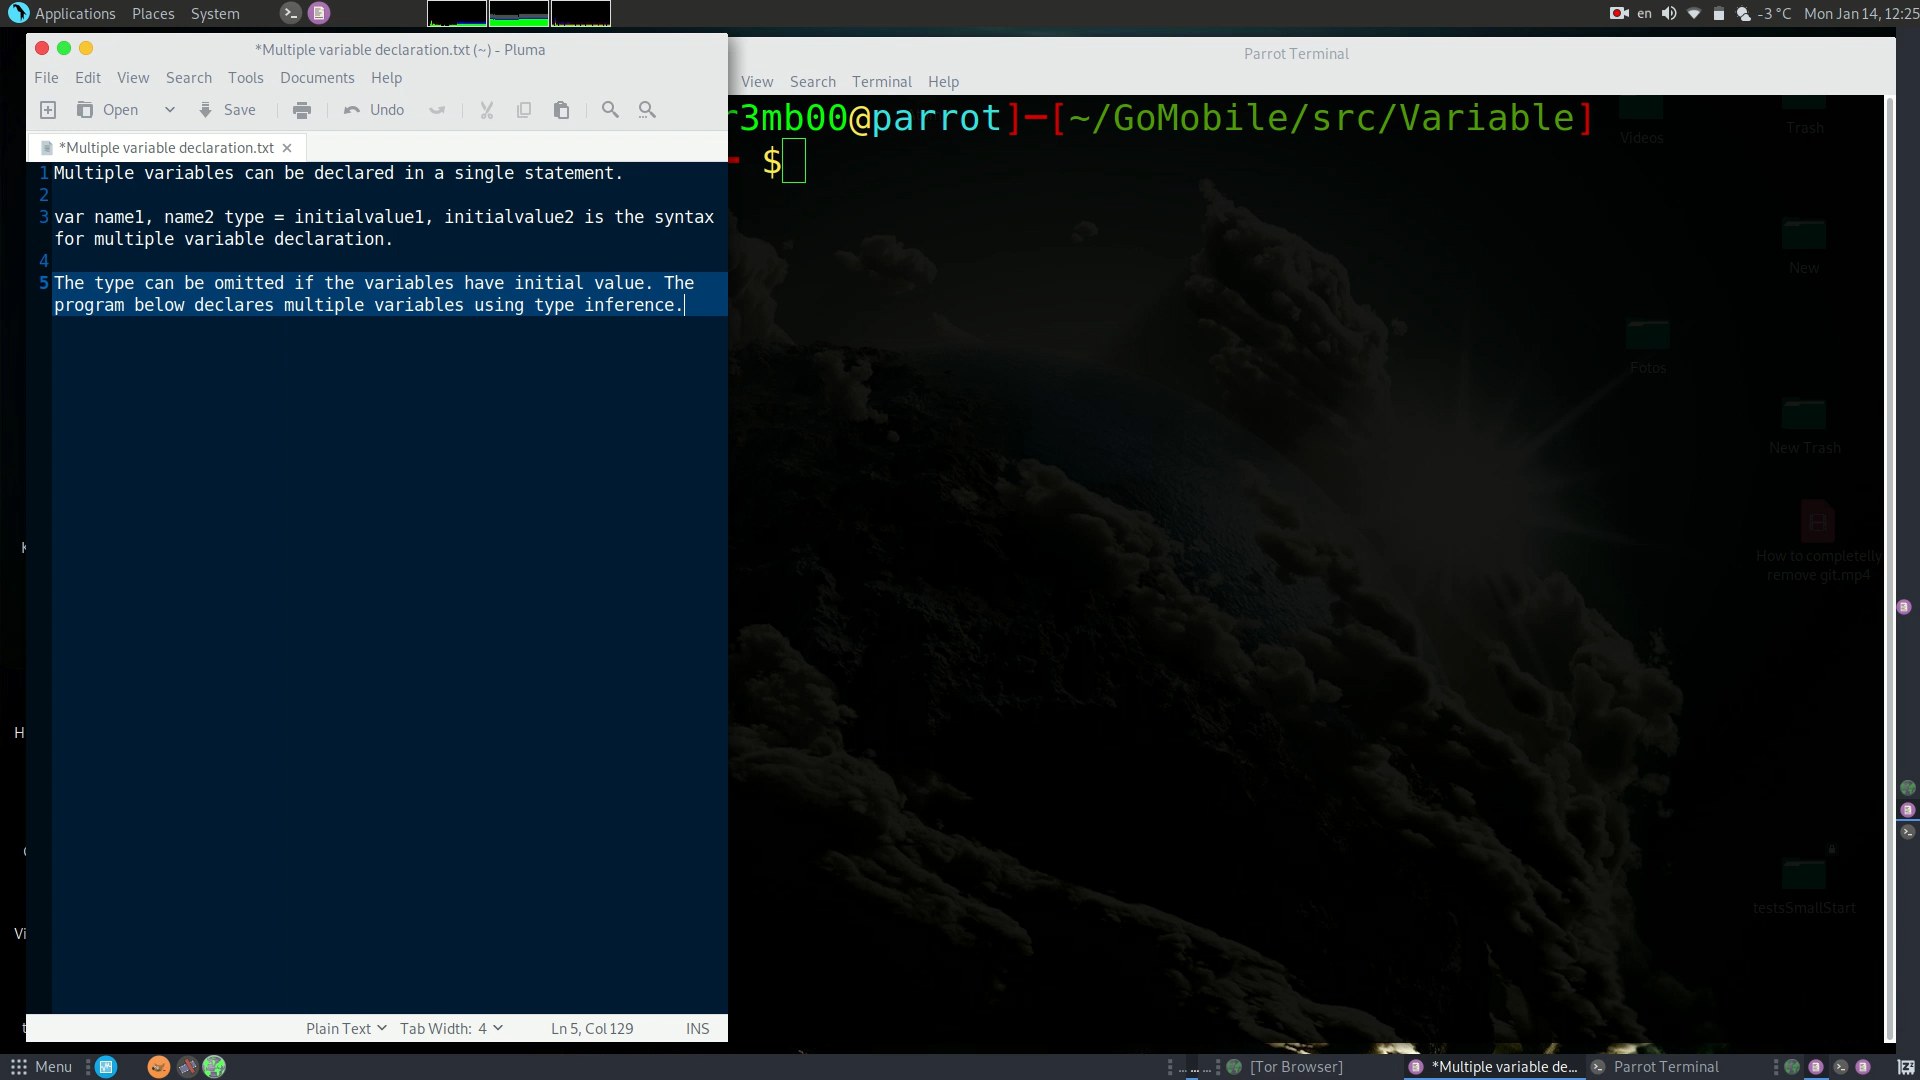 Applications Places System
en -3 °C Mon Jan 14, 12:25
*Multiple variable declaration.txt (~) - Pluma
File Edit View Search Tools Documents Help
Open Save Undo
*Multiple variable declaration.txt
1 Multiple variables can be declared in a single statement.
2
3 var name1, name2 type = initialvalue1, initialvalue2 is the syntax
for multiple variable declaration.
4
5 The type can be omitted if the variables have initial value. The
program below declares multiple variables using type inference.
Plain Text Tab Width: 4 Ln 5, Col 129 INS
Parrot Terminal
View Search Terminal Help
r3mb00@parrot]─[~/GoMobile/src/Variable]
$
Videos
Trash
New
Fotos
New Trash
How to completelly
remove git.mp4
testsSmallStart
K
H
Vi
Menu
[Tor Browser]
*Multiple variable de...
Parrot Terminal